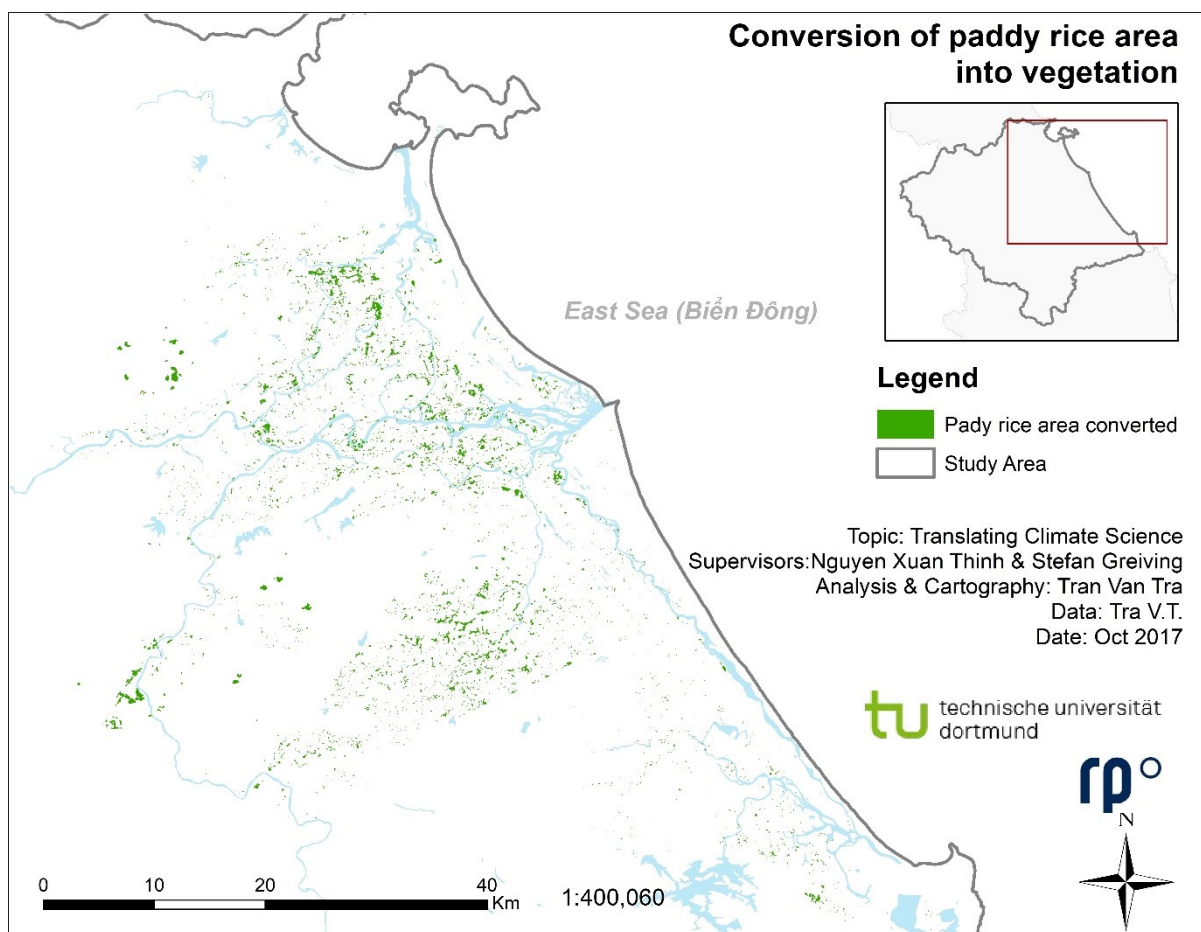 Conversion of paddy rice area
into vegetation
East Sea (Biển Đông)
Legend
Pady rice area converted
Study Area
Topic: Translating Climate Science
Supervisors:Nguyen Xuan Thinh & Stefan Greiving
Analysis & Cartography: Tran Van Tra
Data: Tra V.T.
Date: Oct 2017
tu technische universität
dortmund
rp
N
0 10 20 40
Km
1:400,060